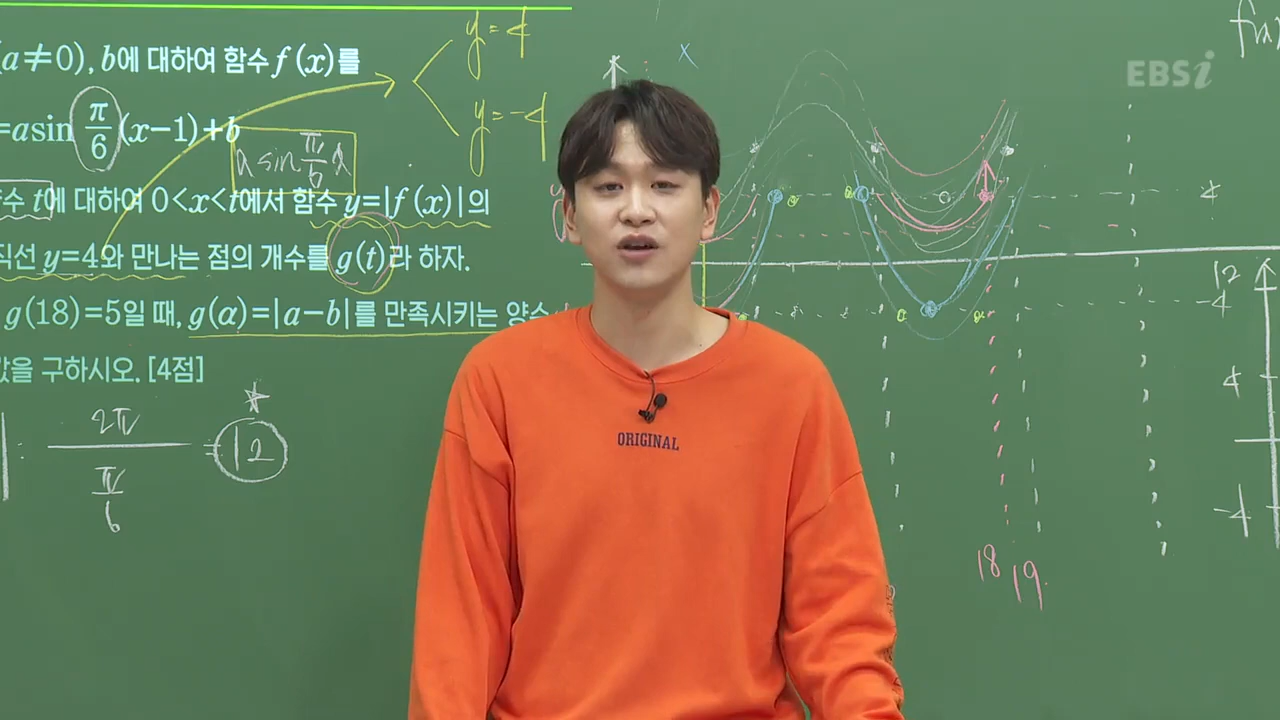 a≠0), b에 대하여 함수 f(x)를
=a sin π/6 (x−1)+b
a sin π/6 x
수 t에 대하여 0<x<t에서 함수 y=|f(x)|의
직선 y=4와 만나는 점의 개수를 g(t)라 하자.
g(18)=5일 때, g(α)=|a−b|를 만족시키는 양수
값을 구하시오. [4점]
2π
π/6
=12
y=4
y=-4
x
EBSi
4
-4
12
4
-4
18 19
ORIGINAL